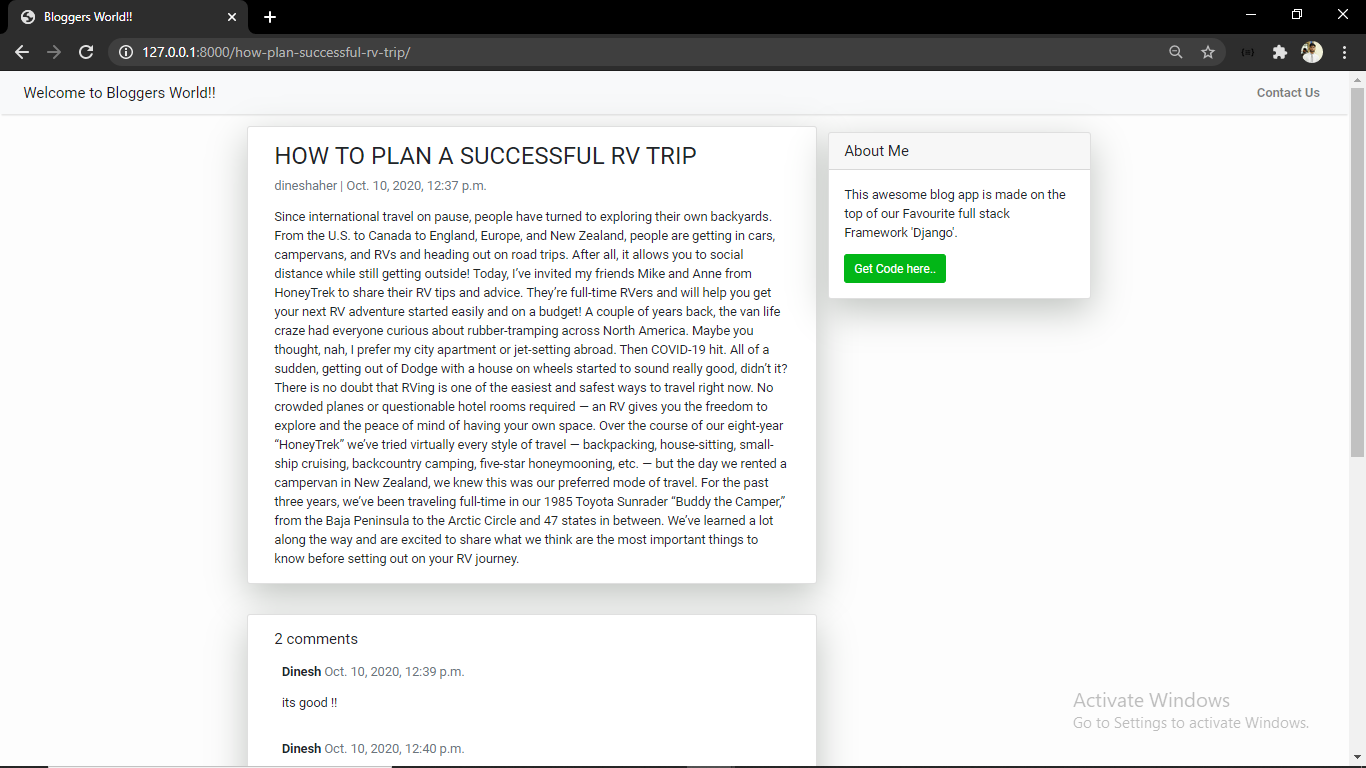 Bloggers World!!
127.0.0.1:8000/how-plan-successful-rv-trip/
Welcome to Bloggers World!!
Contact Us
HOW TO PLAN A SUCCESSFUL RV TRIP
dineshaher | Oct. 10, 2020, 12:37 p.m.
Since international travel on pause, people have turned to exploring their own backyards.
From the U.S. to Canada to England, Europe, and New Zealand, people are getting in cars,
campervans, and RVs and heading out on road trips. After all, it allows you to social
distance while still getting outside! Today, I've invited my friends Mike and Anne from
HoneyTrek to share their RV tips and advice. They're full-time RVers and will help you get
your next RV adventure started easily and on a budget! A couple of years back, the van life
craze had everyone curious about rubber-tramping across North America. Maybe you
thought, nah, I prefer my city apartment or jet-setting abroad. Then COVID-19 hit. All of a
sudden, getting out of Dodge with a house on wheels started to sound really good, didn't it?
There is no doubt that RVing is one of the easiest and safest ways to travel right now. No
crowded planes or questionable hotel rooms required — an RV gives you the freedom to
explore and the peace of mind of having your own space. Over the course of our eight-year
“HoneyTrek” we've tried virtually every style of travel — backpacking, house-sitting, small-
ship cruising, backcountry camping, five-star honeymooning, etc. — but the day we rented a
campervan in New Zealand, we knew this was our preferred mode of travel. For the past
three years, we've been traveling full-time in our 1985 Toyota Sunrader “Buddy the Camper,”
from the Baja Peninsula to the Arctic Circle and 47 states in between. We've learned a lot
along the way and are excited to share what we think are the most important things to
know before setting out on your RV journey.
About Me
This awesome blog app is made on the
top of our Favourite full stack
Framework 'Django'.
Get Code here..
2 comments
Dinesh Oct. 10, 2020, 12:39 p.m.
its good !!
Dinesh Oct. 10, 2020, 12:40 p.m.
Activate Windows
Go to Settings to activate Windows.